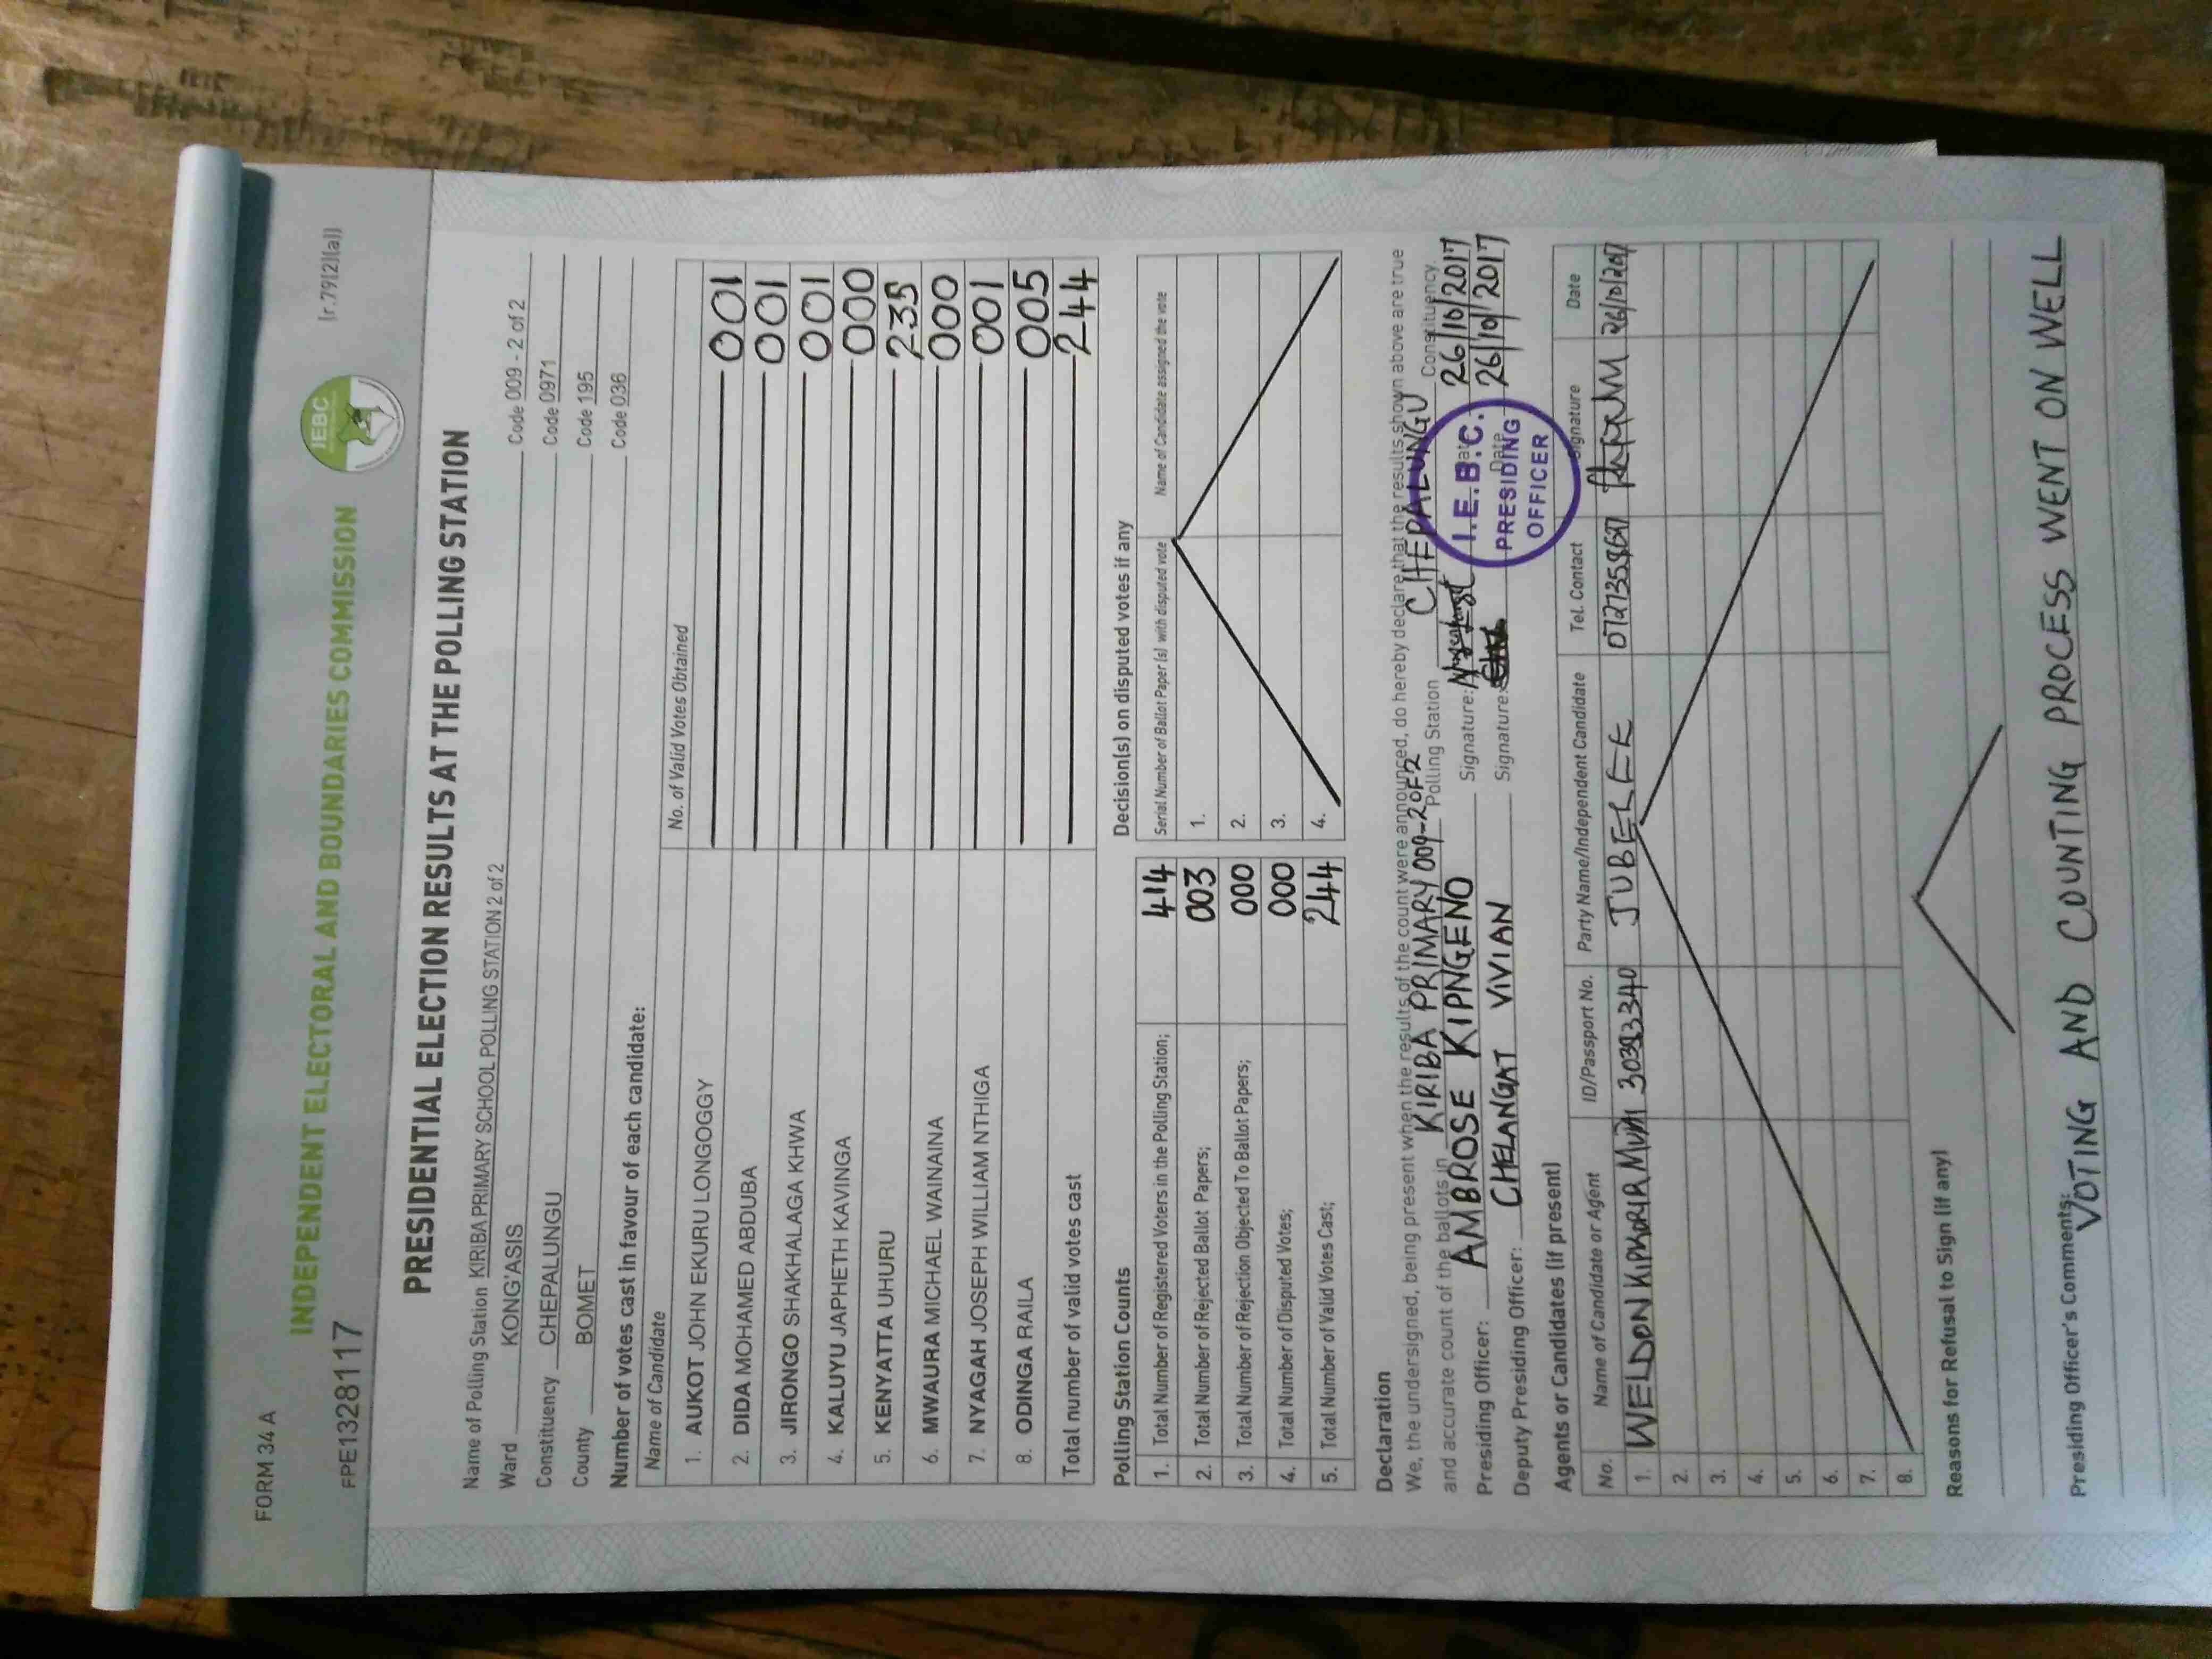 FORM 34 A
(r.79(2)(a))
IEBC
INDEPENDENT ELECTORAL AND BOUNDARIES COMMISSION
FPE1328117
PRESIDENTIAL ELECTION RESULTS AT THE POLLING STATION
Name of Polling Station KIRIBA PRIMARY SCHOOL POLLING STATION 2 of 2 Code 009 - 2 of 2
Ward KONG'ASIS Code 0971
Constituency CHEPALUNGU Code 195
County BOMET Code 036
Number of votes cast in favour of each candidate:
Name of Candidate No. of Valid Votes Obtained
1. AUKOT JOHN EKURU LONGOGGY 001
2. DIDA MOHAMED ABDUBA 001
3. JIRONGO SHAKHALAGA KHWA 001
4. KALUYU JAPHETH KAVINGA 000
5. KENYATTA UHURU 235
6. MWAURA MICHAEL WAINAINA 000
7. NYAGAH JOSEPH WILLIAM NTHIGA 001
8. ODINGA RAILA 005
Total number of valid votes cast 244
Polling Station Counts
1. Total Number of Registered Voters in the Polling Station; 414
2. Total Number of Rejected Ballot Papers; 003
3. Total Number of Rejection Objected To Ballot Papers; 000
4. Total Number of Disputed Votes; 000
5. Total Number of Valid Votes Cast; 244
Decision(s) on disputed votes if any
Serial Number of Ballot Paper (s) with disputed vote Name of Candidate assigned the vote
1.
2.
3.
4.
Declaration
We, the undersigned, being present when the results of the count were announced, do hereby declare that the results shown above are true
and accurate count of the ballots in KIRIBA PRIMARY 009-2OF2 Polling Station CHEPALUNGU Constituency.
Presiding Officer: AMBROSE KIPNGENO Signature: Date 26/10/2017
Deputy Presiding Officer: CHELANGAT VIVIAN Signature: Date 26/10/2017
I.E.B.C.
PRESIDING
OFFICER
Agents or Candidates (if present)
No. Name of Candidate or Agent ID/Passport No. Party Name/Independent Candidate Tel. Contact Signature Date
1. WELDON JUBELEE 26/10/2017
2.
3.
4.
5.
6.
7.
8.
Reasons for Refusal to Sign (if any)
Presiding Officer's Comments:
VOTING AND COUNTING PROCESS WENT ON WELL